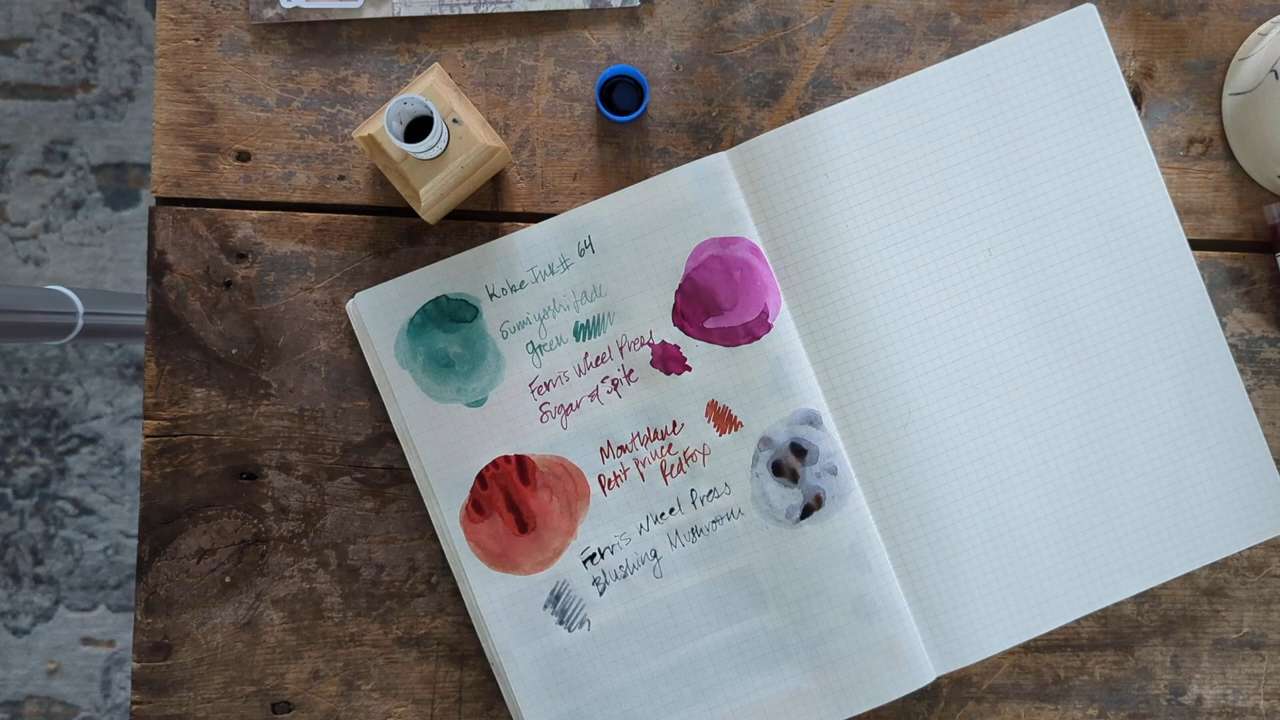 Kobe Ink# 64
Sumiyoshi Jade
green
Ferris Wheel Press
Sugar & Spite
Montblanc
Petit Prince
Red Fox
Ferris Wheel Press
Blushing Mushroom